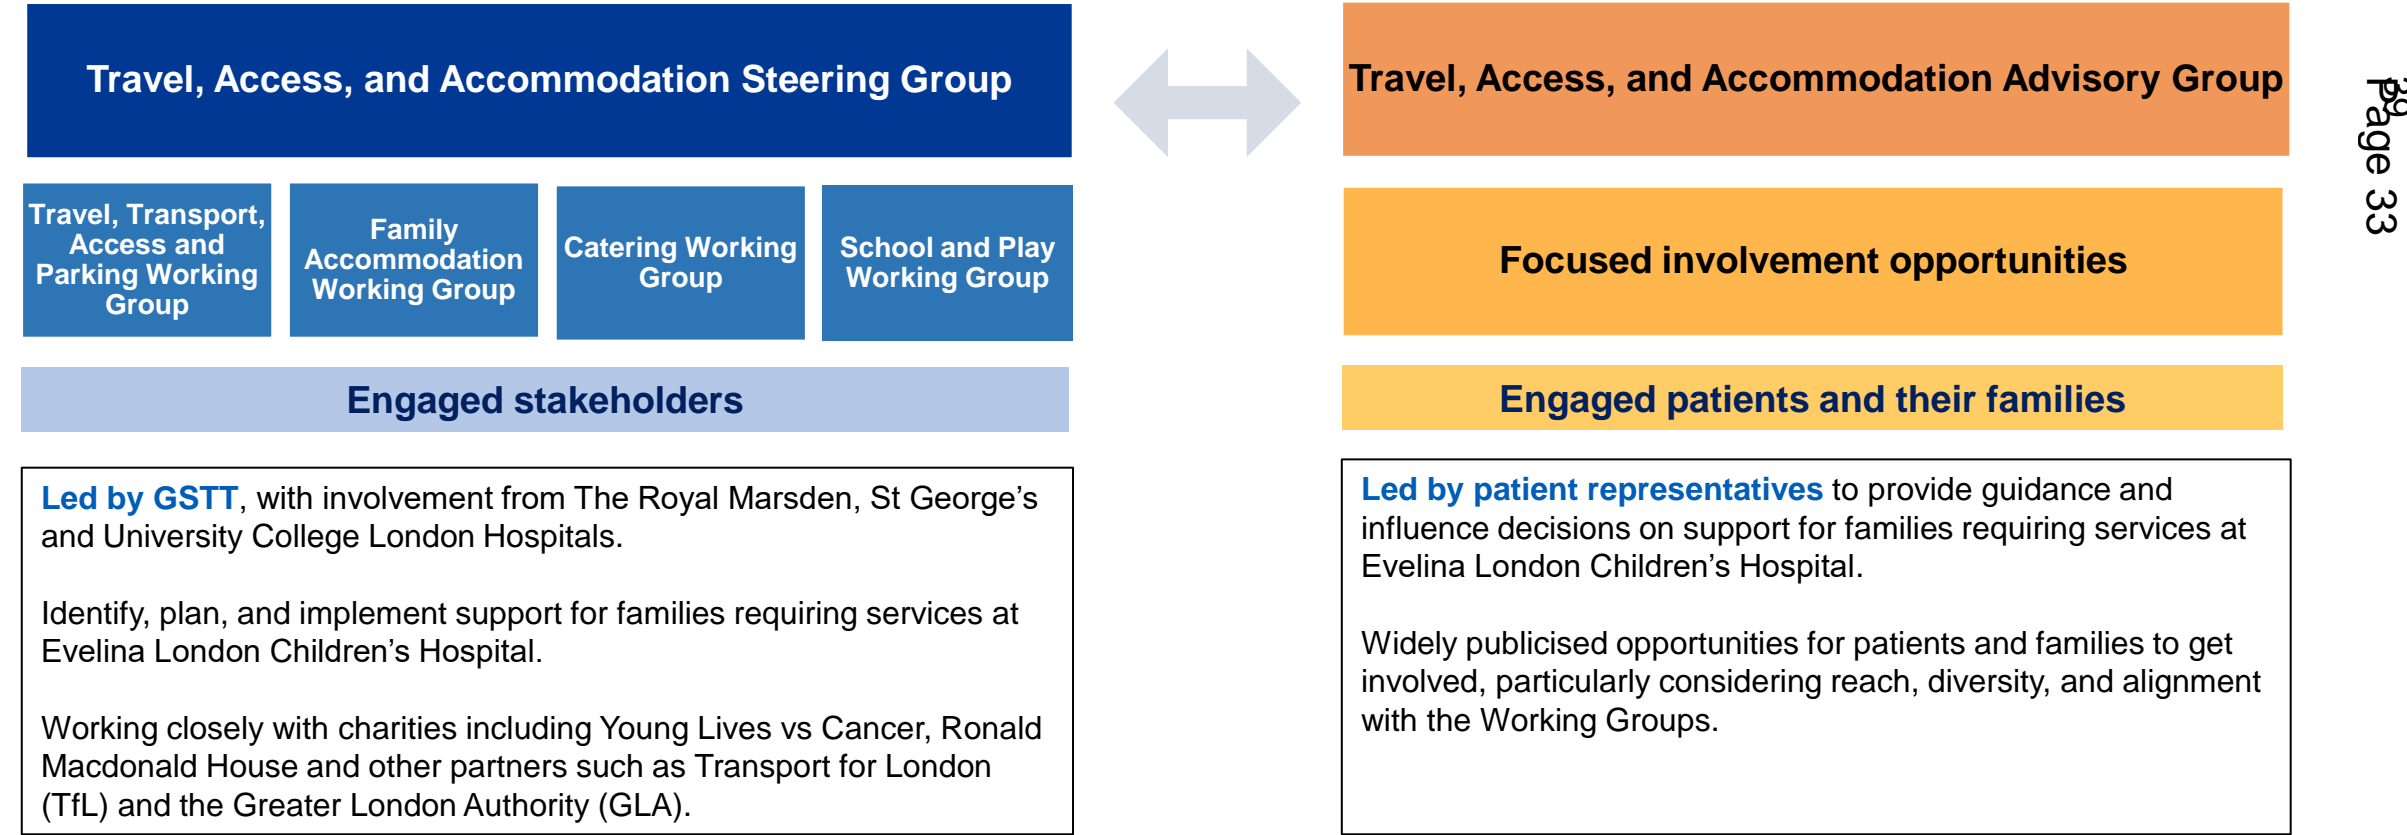 Travel, Access, and Accommodation Steering Group
Travel, Transport,
Access and
Parking Working
Group
Family
Accommodation
Working Group
Catering Working
Group
School and Play
Working Group
Engaged stakeholders
Led by GSTT, with involvement from The Royal Marsden, St George’s
and University College London Hospitals.
Identify, plan, and implement support for families requiring services at
Evelina London Children’s Hospital.
Working closely with charities including Young Lives vs Cancer, Ronald
Macdonald House and other partners such as Transport for London
(TfL) and the Greater London Authority (GLA).
Travel, Access, and Accommodation Advisory Group
Focused involvement opportunities
Engaged patients and their families
Led by patient representatives to provide guidance and
influence decisions on support for families requiring services at
Evelina London Children’s Hospital.
Widely publicised opportunities for patients and families to get
involved, particularly considering reach, diversity, and alignment
with the Working Groups.
Page 33